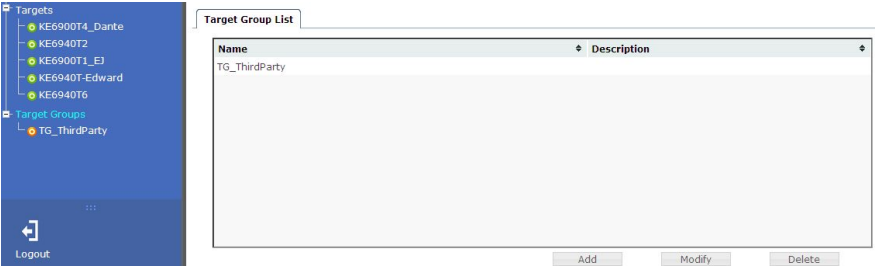 Targets
KE6900T4_Dante
KE6940T2
KE6900T1_EJ
KE6940T-Edward
KE6940T6
Target Groups
TG_ThirdParty
Logout
Target Group List
Name Description
TG_ThirdParty
Add Modify Delete